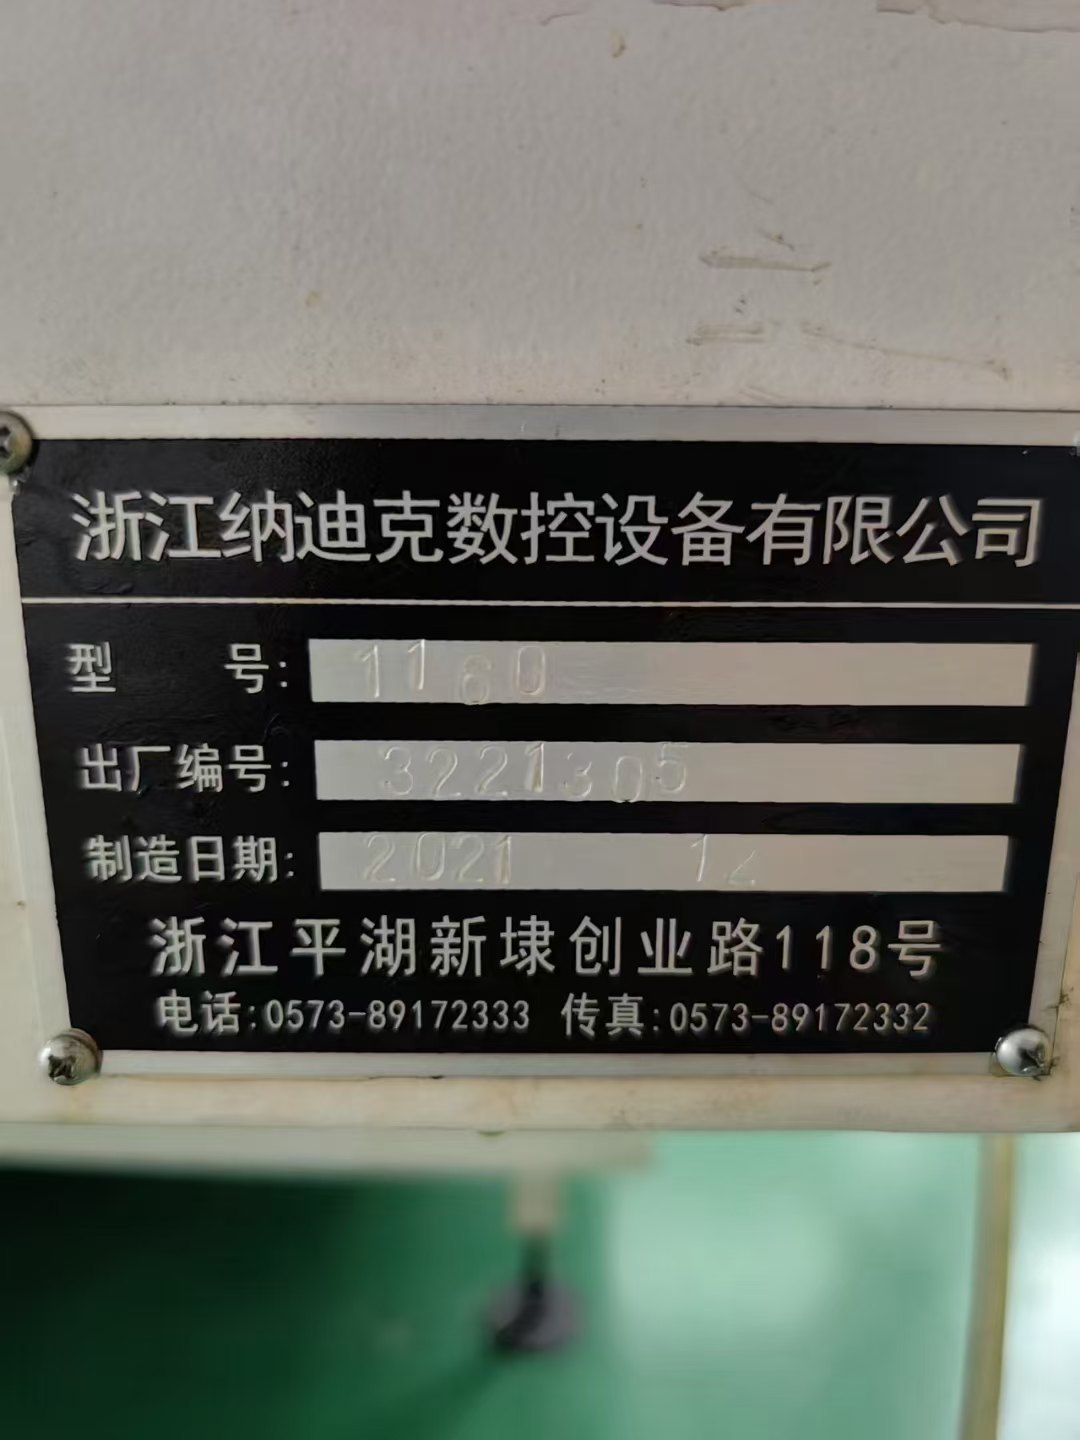 浙江纳迪克数控设备有限公司
型 号: 1160
出厂编号: 3221305
制造日期: 2021 12
浙江平湖新埭创业路118号
电话:0573-89172333 传真:0573-89172332